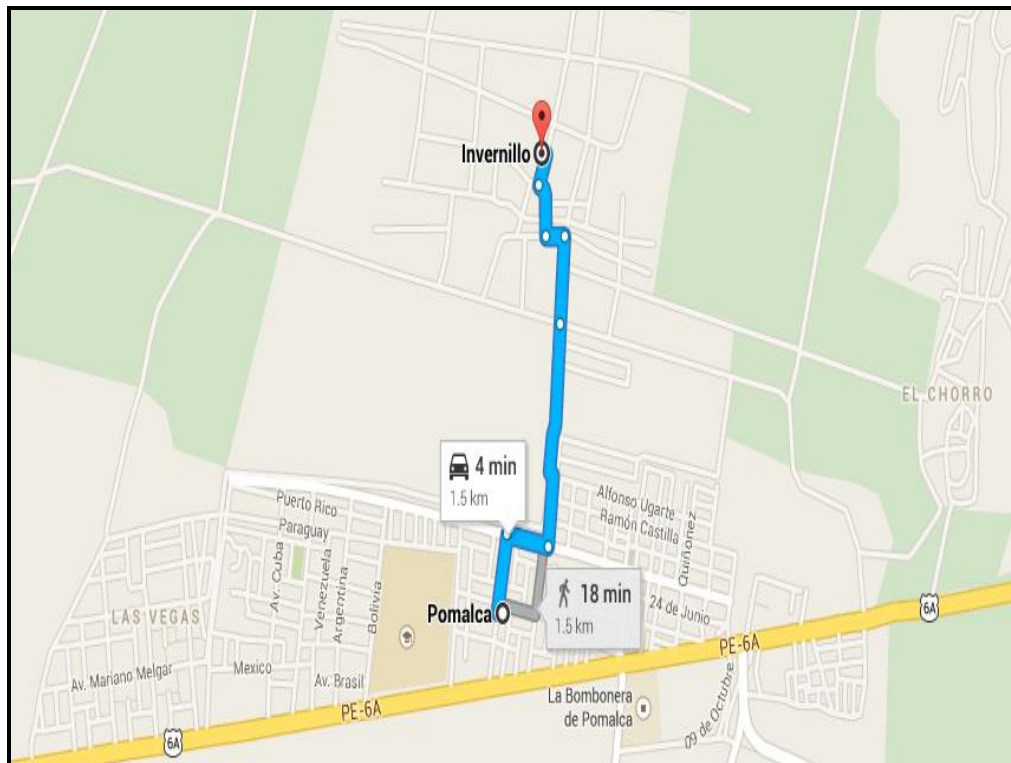 Invernillo
EL CHORRO
4 min
1.5 km
Puerto Rico
Paraguay
Alfonso Ugarte
Ramón Castilla
Quiñonez
Av. Cuba
Venezuela
Argentina
Bolivia
LAS VEGAS
Pomalca
18 min
1.5 km
24 de Junio
6A
PE-6A
Av. Mariano Melgar
Mexico
Av. Brasil
La Bombonera
de Pomalca
09 de Octubre
PE-6A
6A